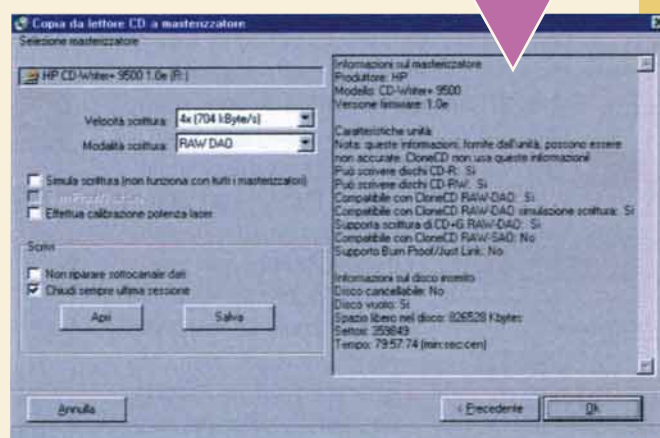 Copia da lettore CD a masterizzatore
Selezione masterizzatore
HP CD-Writer+ 9500 1.0e (R:)
Velocità scrittura: 4x (704 kByte/s)
Modalità scrittura: RAW DAO
Simula scrittura (non funziona con tutti i masterizzatori)
Effettua calibrazione potenza laser
Scrivi
Non riparare sottocanale dati
Chiudi sempre ultima sessione
Apri
Salva
Informazioni sul masterizzatore
Produttore: HP
Modello: CD-Writer+ 9500
Versione firmware: 1.0e
Caratteristiche unità
Nota: queste informazioni, fornite dall'unità, possono essere
non accurate. CloneCD non usa queste informazioni!
Può scrivere dischi CD-R: Si
Può scrivere dischi CD-RW: Si
Compatibile con CloneCD RAW-DAO: Si
Compatibile con CloneCD RAW-DAO simulazione scrittura: Si
Supporta scrittura di CD+G RAW-DAO: Si
Compatibile con CloneCD RAW-SAO: No
Supporto Burn Proof/Just Link: No
Informazioni sul disco inserito
Disco cancellabile: No
Disco vuoto: Si
Spazio libero nel disco: 826528 Kbytes
Settori: 359849
Tempo: 79:57:74 (min:sec:cen)
Annulla
< Precedente
Ok